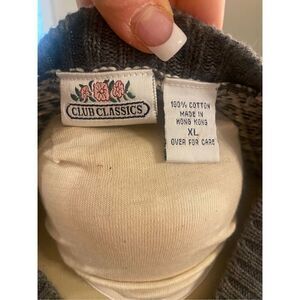 CLUB CLASSICS
100% COTTON
MADE IN
HONG KONG
XL
OVER FOR CARE